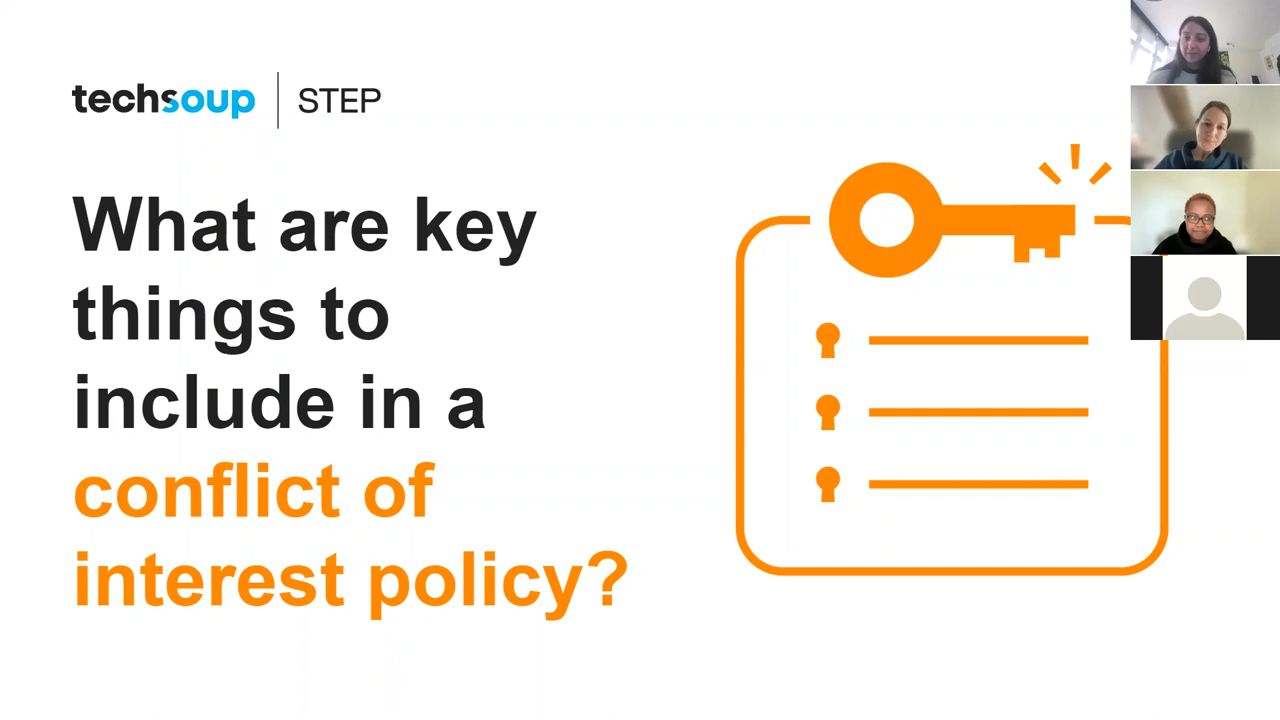 techsoup | STEP
What are key
things to
include in a
conflict of
interest policy?